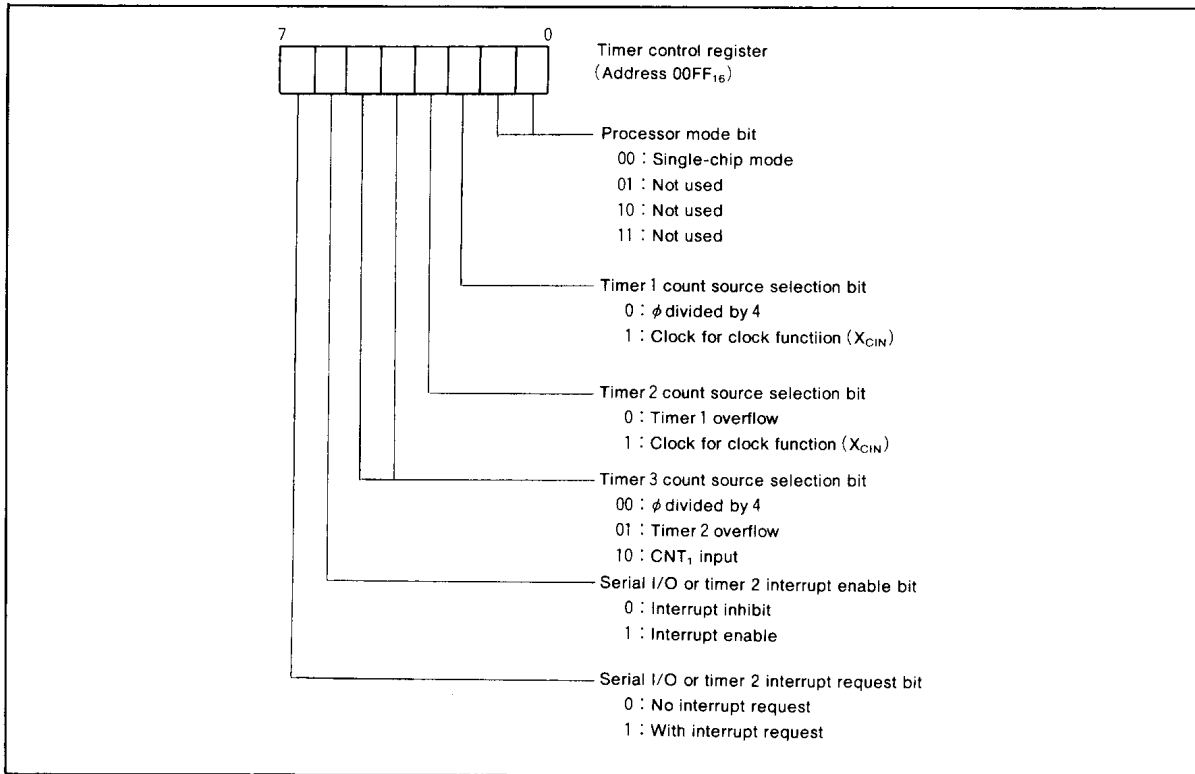 7 0
Timer control register
(Address 00FF₁₆)
Processor mode bit
00 : Single-chip mode
01 : Not used
10 : Not used
11 : Not used
Timer 1 count source selection bit
0 : ϕ divided by 4
1 : Clock for clock functiion (X_CIN)
Timer 2 count source selection bit
0 : Timer 1 overflow
1 : Clock for clock function (X_CIN)
Timer 3 count source selection bit
00 : ϕ divided by 4
01 : Timer 2 overflow
10 : CNT₁ input
Serial I/O or timer 2 interrupt enable bit
0 : Interrupt inhibit
1 : Interrupt enable
Serial I/O or timer 2 interrupt request bit
0 : No interrupt request
1 : With interrupt request